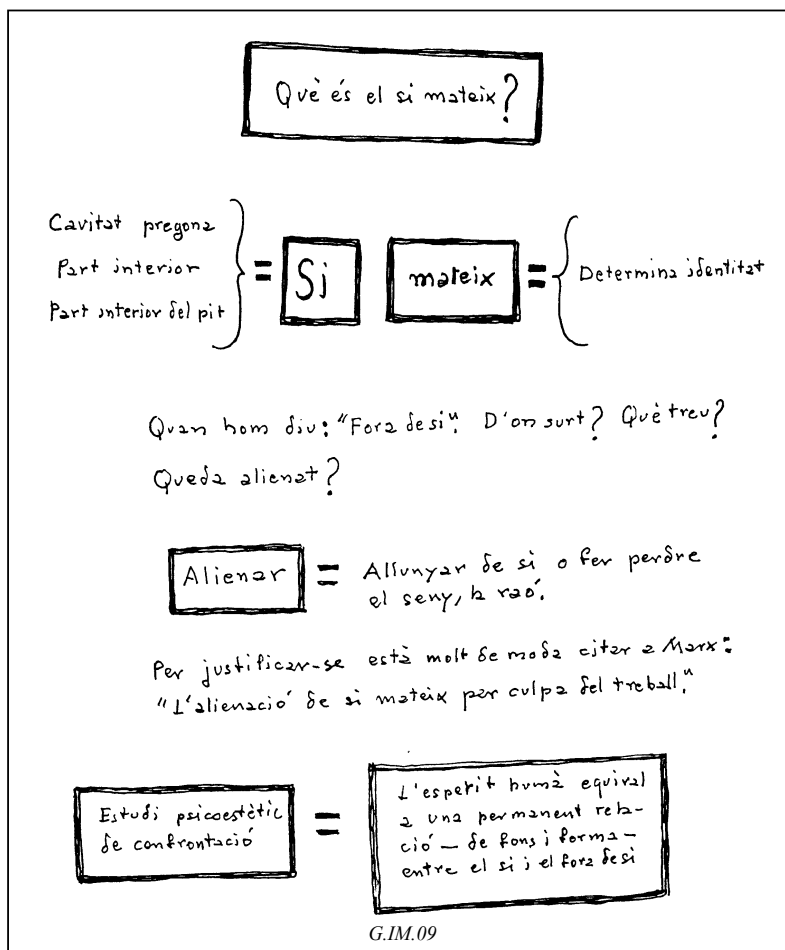 Què és el si mateix?
Cavitat pregona
Part interior
Part interior del pit
=
Si
mateix
=
Determina identitat
Quan hom diu: "Fora de si". D'on surt? Què treu?
Queda alienat?
Alienar = Allunyar de si o fer perdre
el seny, la raó.
Per justificar-se està molt de moda citar a Marx:
"L'alienació de si mateix per culpa del treball."
Estudi psicoestètic
de confrontació
=
L'esperit humà equival
a una permanent rela-
ció – de fons i forma –
entre el si i el fora de si
G.IM.09